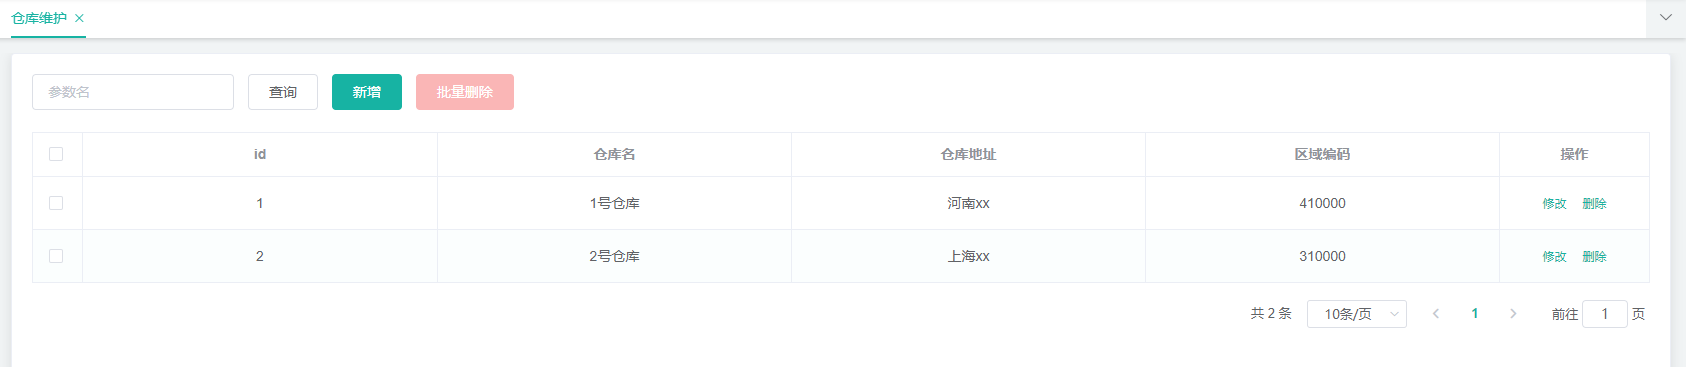 仓库维护
参数名 查询 新增 批量删除
id 仓库名 仓库地址 区域编码 操作
1 1号仓库 河南xx 410000 修改 删除
2 2号仓库 上海xx 310000 修改 删除
共 2 条 10条/页 1 前往 1 页